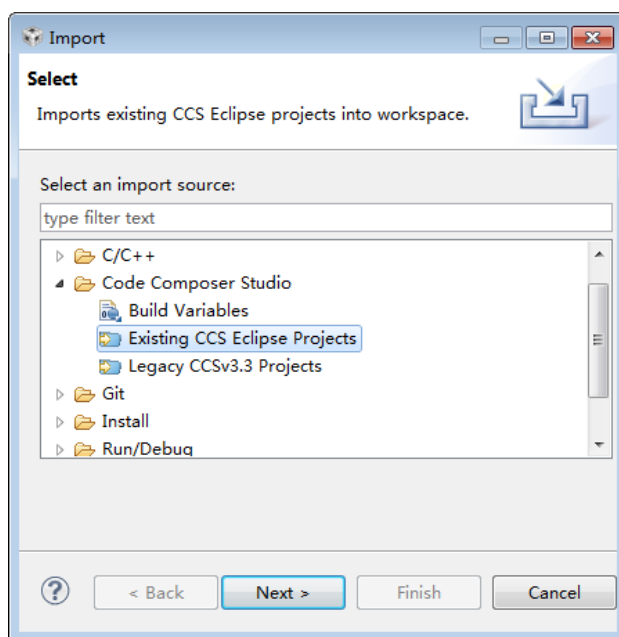 Import
Select
Imports existing CCS Eclipse projects into workspace.
Select an import source:
type filter text
C/C++
Code Composer Studio
Build Variables
Existing CCS Eclipse Projects
Legacy CCSv3.3 Projects
Git
Install
Run/Debug
< Back Next > Finish Cancel